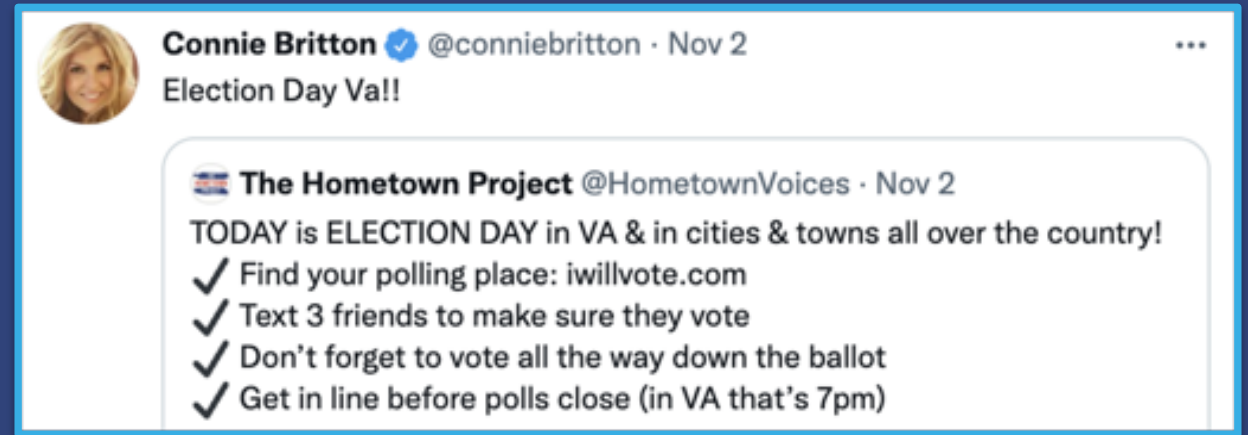 Connie Britton @conniebritton · Nov 2
Election Day Va!!
The Hometown Project @HometownVoices · Nov 2
TODAY is ELECTION DAY in VA & in cities & towns all over the country!
✓ Find your polling place: iwillvote.com
✓ Text 3 friends to make sure they vote
✓ Don't forget to vote all the way down the ballot
✓ Get in line before polls close (in VA that's 7pm)